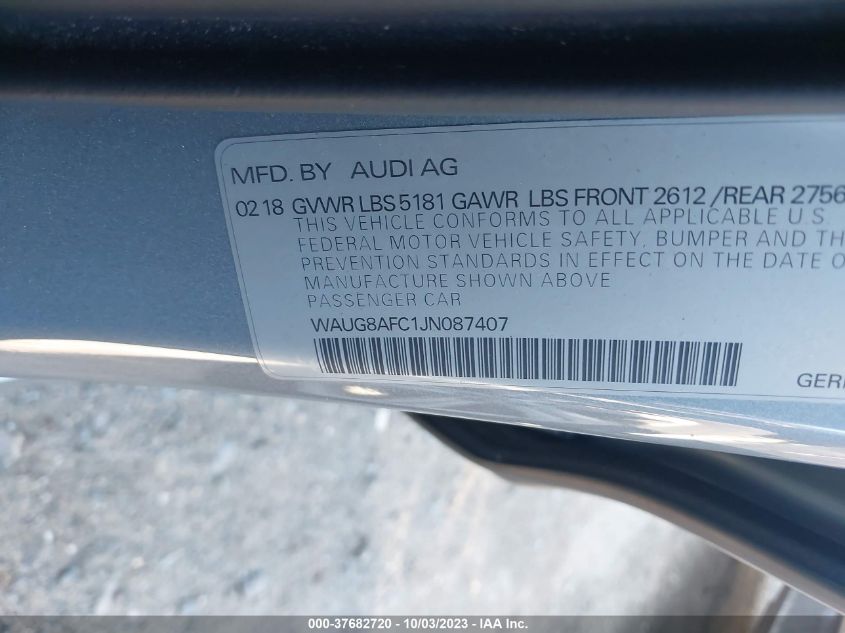 MFD. BY AUDI AG
02 18 GVWR LBS 5181 GAWR LBS FRONT 2612 /REAR 2756
THIS VEHICLE CONFORMS TO ALL APPLICABLE U.S.
FEDERAL MOTOR VEHICLE SAFETY, BUMPER AND TH
PREVENTION STANDARDS IN EFFECT ON THE DATE O
MANUFACTURE SHOWN ABOVE
PASSENGER CAR
WAUG8AFC1JN087407
GER
000-37682720 - 10/03/2023 - IAA Inc.